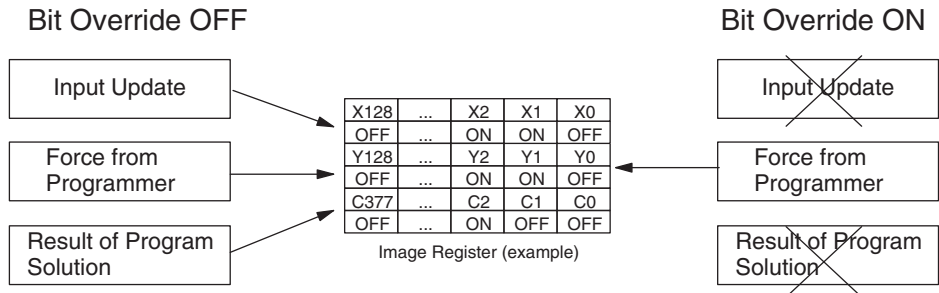 Bit Override OFF
Bit Override ON
Input Update
Force from
Programmer
Result of Program
Solution
X128 ... X2 X1 X0
OFF ... ON ON OFF
Y128 ... Y2 Y1 Y0
OFF ... ON ON OFF
C377 ... C2 C1 C0
OFF ... ON OFF OFF
Image Register (example)
Input Update
Force from
Programmer
Result of Program
Solution